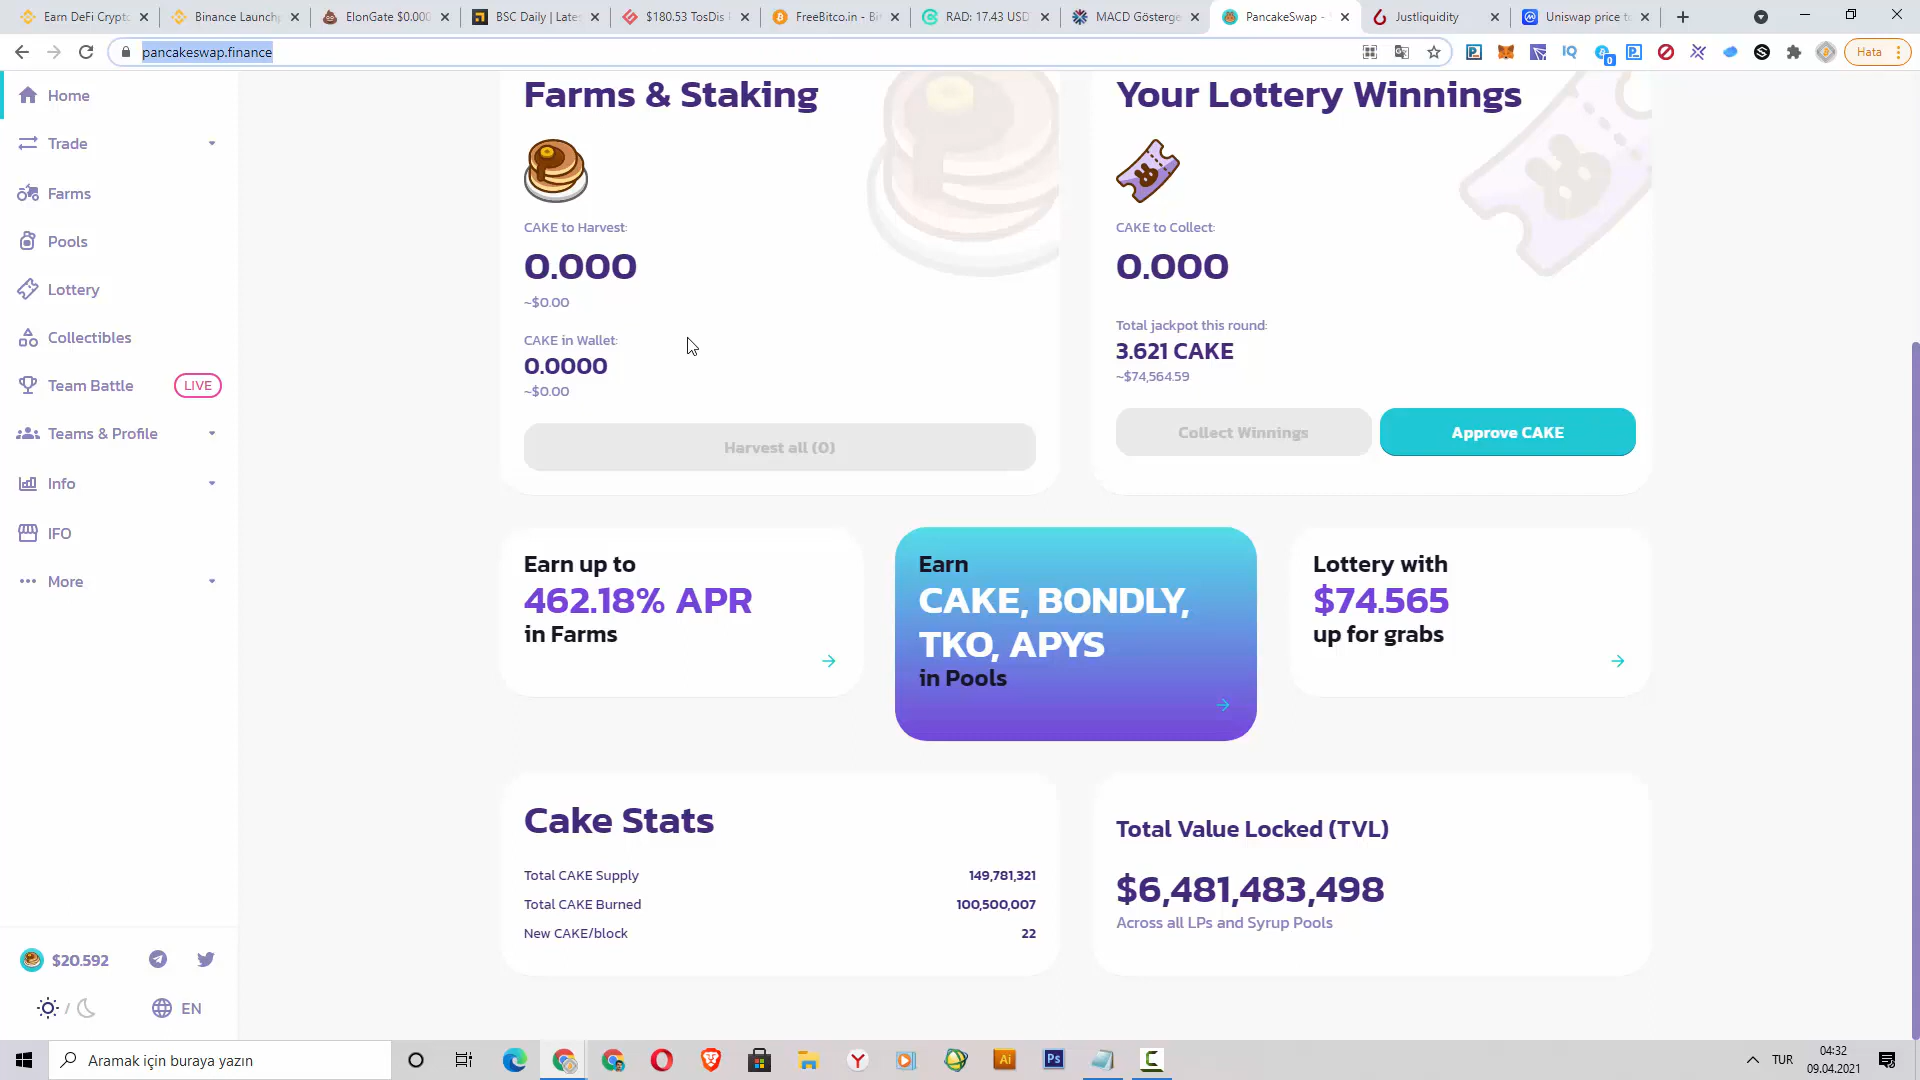 Earn DeFi Crypto
Binance Launchp
ElonGate $0.000
BSC Daily | Late
$180.53 TosDis
FreeBitco.in - Bi
RAD: 17.43 USD
MACD Gösterge
PancakeSwap -
Justliquidity
Uniswap price to
pancakeswap.finance
Hata
Home
Trade
Farms
Pools
Lottery
Collectibles
Team Battle
LIVE
Teams & Profile
Info
IFO
More
$20.592
/
EN
Farms & Staking
CAKE to Harvest:
0.000
~$0.00
CAKE in Wallet:
0.0000
~$0.00
Harvest all (0)
Your Lottery Winnings
CAKE to Collect:
0.000
Total jackpot this round:
3.621 CAKE
~$74,564.59
Collect Winnings
Approve CAKE
Earn up to
462.18% APR
in Farms
Earn
CAKE, BONDLY,
TKO, APYS
in Pools
Lottery with
$74.565
up for grabs
Cake Stats
Total CAKE Supply 149,781,321
Total CAKE Burned 100,500,007
New CAKE/block 22
Total Value Locked (TVL)
$6,481,483,498
Across all LPs and Syrup Pools
Aramak için buraya yazın
Ai
Ps
TUR
04:32
09.04.2021